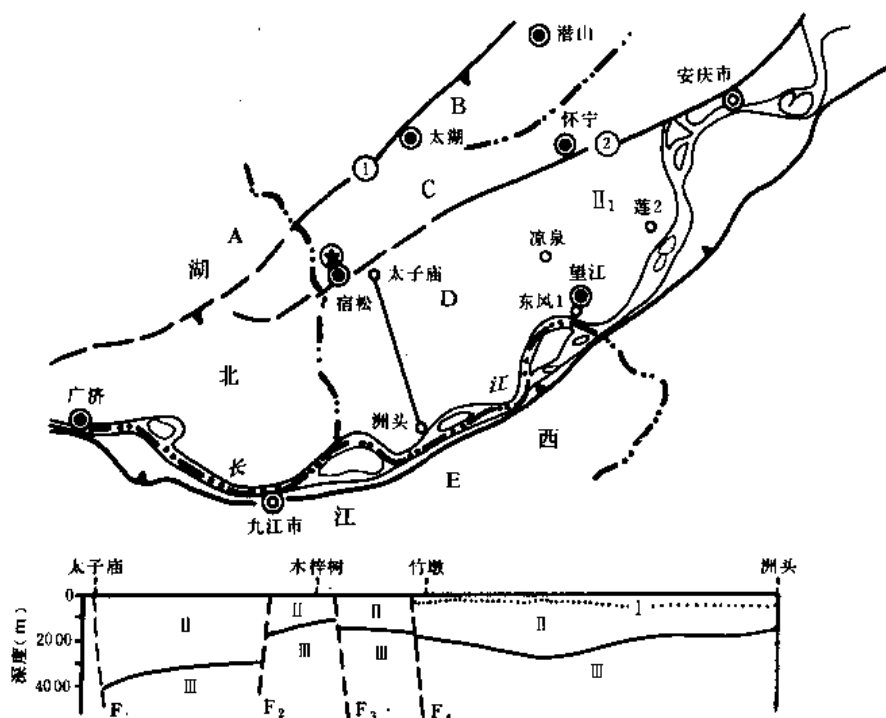 潜山
安庆市
B
怀宁
②
太湖
①
C
Ⅱ₁
莲2
A
湖
凉泉
太子庙
宿松
D
望江
东风1
北
江
广济
洲头
西
长
E
九江市
江
太子庙
木梓树
竹墩
洲头
0
Ⅱ
Ⅱ
Ⅰ
Ⅱ
Ⅱ
深度(m)
2000
Ⅲ
Ⅲ
Ⅲ
Ⅲ
4000
F₂
F₃